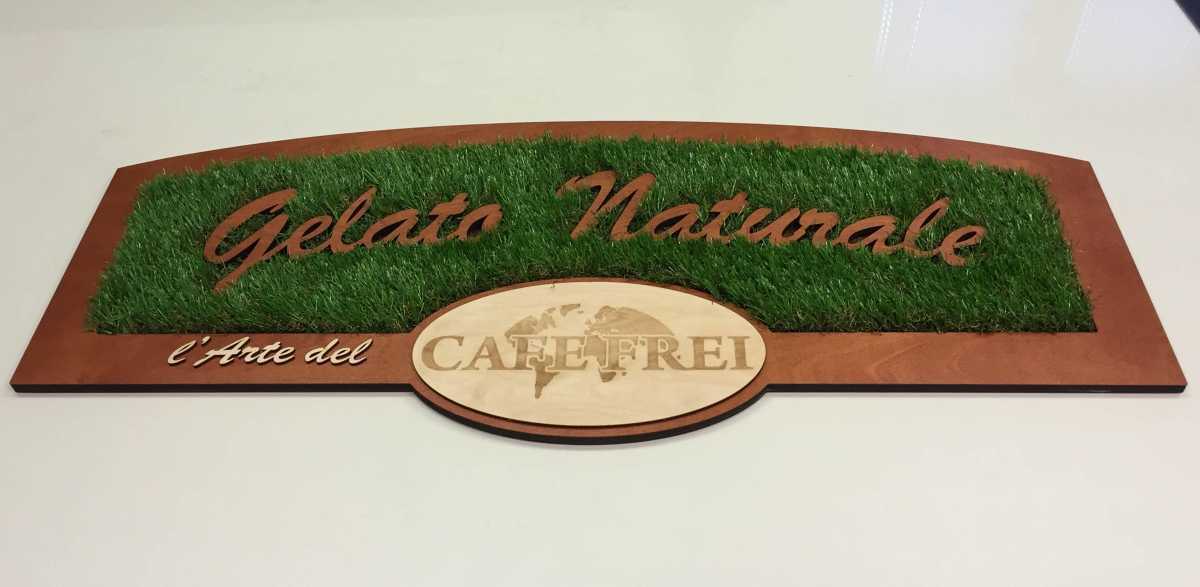 Gelato Naturale
l'Arte del
CAFE FREI